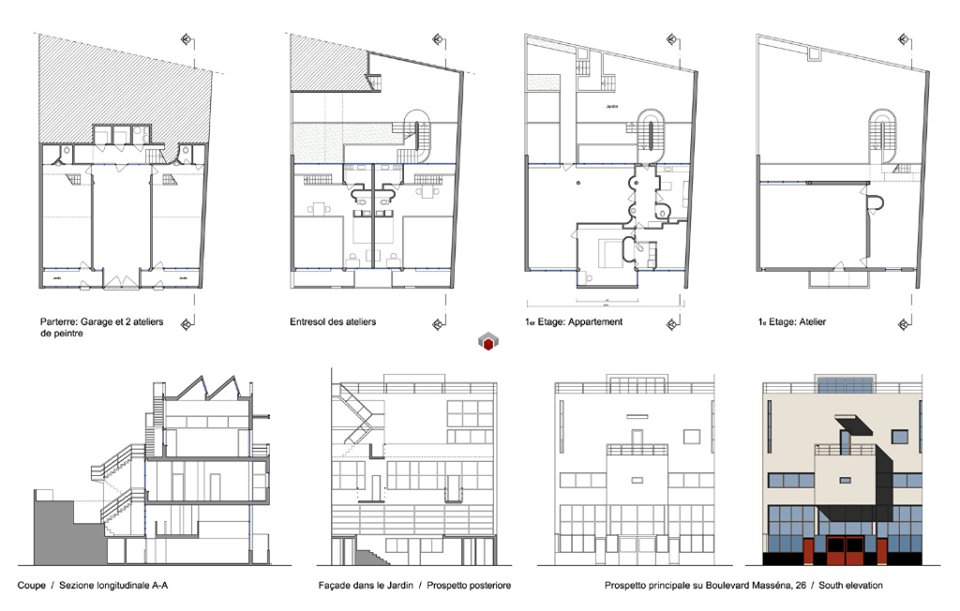 Jardin
Parterre: Garage et 2 ateliers
de peintre
Entresol des ateliers
1er Etage: Appartement
1o Etage: Atelier
Coupe / Sezione longitudinale A-A
Façade dans le Jardin / Prospetto posteriore
Prospetto principale su Boulevard Masséna, 26 / South elevation